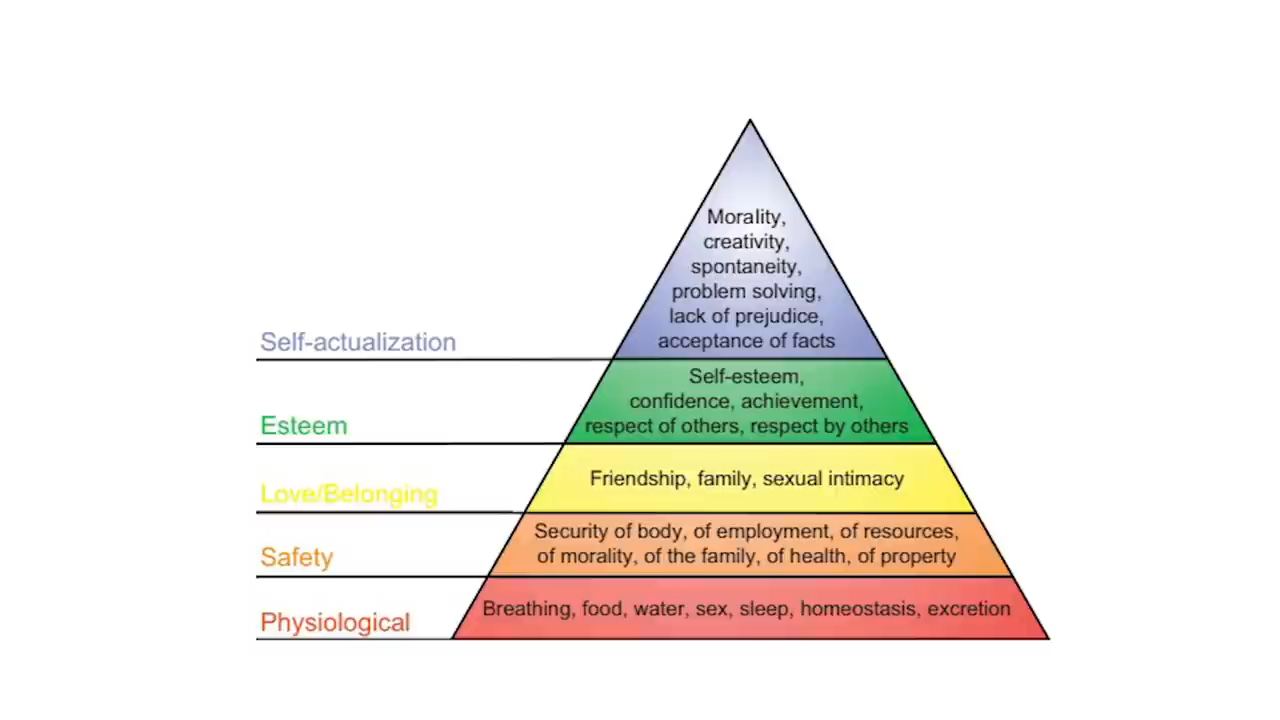 Morality,
creativity,
spontaneity,
problem solving,
lack of prejudice,
acceptance of facts
Self-actualization
Self-esteem,
confidence, achievement,
respect of others, respect by others
Esteem
Friendship, family, sexual intimacy
Love/Belonging
Security of body, of employment, of resources,
of morality, of the family, of health, of property
Safety
Breathing, food, water, sex, sleep, homeostasis, excretion
Physiological